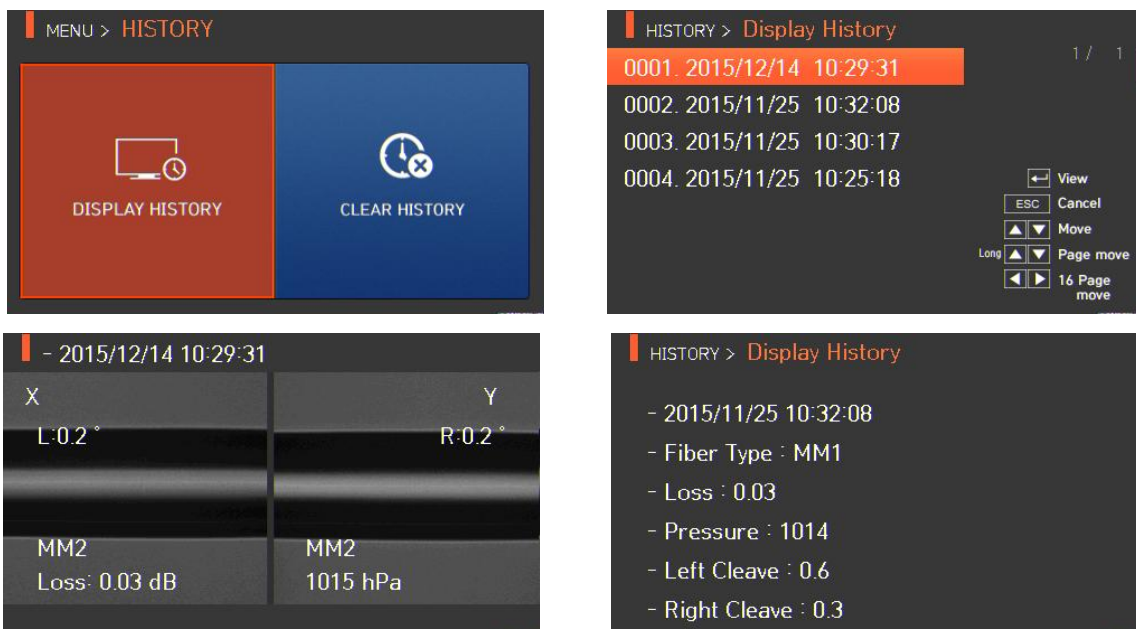 MENU > HISTORY
DISPLAY HISTORY
CLEAR HISTORY
HISTORY > Display History
1 / 1
0001. 2015/12/14 10:29:31
0002. 2015/11/25 10:32:08
0003. 2015/11/25 10:30:17
0004. 2015/11/25 10:25:18
View
ESC Cancel
Move
Long Page move
16 Page
move
- 2015/12/14 10:29:31
X
Y
L:0.2 °
R:0.2 °
MM2
MM2
Loss: 0.03 dB
1015 hPa
HISTORY > Display History
- 2015/11/25 10:32:08
- Fiber Type : MM1
- Loss : 0.03
- Pressure : 1014
- Left Cleave : 0.6
- Right Cleave : 0.3